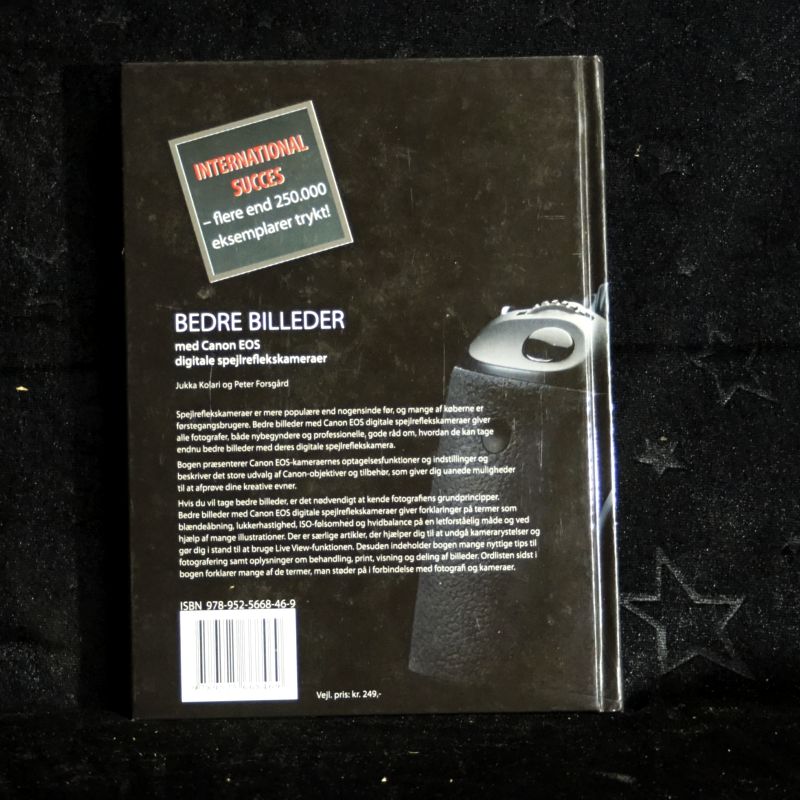 INTERNATIONAL
SUCCES
– flere end 250.000
eksemplarer trykt!
BEDRE BILLEDER
med Canon EOS
digitale spejlreflekskameraer
Jukka Kolari og Peter Forsgård
Spejlreflekskameraer er mere populære end nogensinde før, og mange af køberne er
førstegangsbrugere. Bedre billeder med Canon EOS digitale spejlreflekskameraer giver
alle fotografer, både nybegyndere og professionelle, gode råd om, hvordan de kan tage
endnu bedre billeder med deres digitale spejlreflekskamera.
Bogen præsenterer Canon EOS-kameraernes optagelsesfunktioner og indstillinger og
beskriver det store udvalg af Canon-objektiver og tilbehør, som giver dig uanede muligheder
til at afprøve dine kreative evner.
Hvis du vil tage bedre billeder, er det nødvendigt at kende fotografiens grundprincipper.
Bedre billeder med Canon EOS digitale spejlreflekskameraer giver forklaringer på termer som
blændeåbning, lukkerhastighed, ISO-følsomhed og hvidbalance på en letforståelig måde og ved
hjælp af mange illustrationer. Der er særlige artikler, der hjælper dig til at undgå kamerarystelser og
gør dig i stand til at bruge Live View-funktionen. Desuden indeholder bogen mange nyttige tips til
fotografering samt oplysninger om behandling, print, visning og deling af billeder. Ordlisten sidst i
bogen forklarer mange af de termer, man støder på i forbindelse med fotografi og kameraer.
ISBN 978-952-5668-46-9
Vejl. pris: kr. 249,-